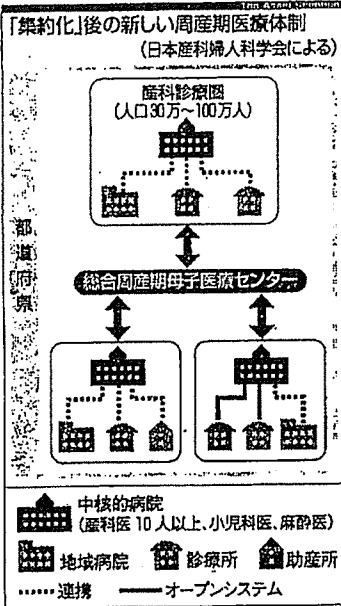 「集約化」後の新しい周産期医療体制
(日本産科婦人科学会による)
産科診療圏
(人口30万〜100万人)
都道府県
総合周産期母子医療センター
中核的病院
(産科医10人以上、小児科医、麻酔医)
地域病院
診療所
助産所
連携
オープンシステム